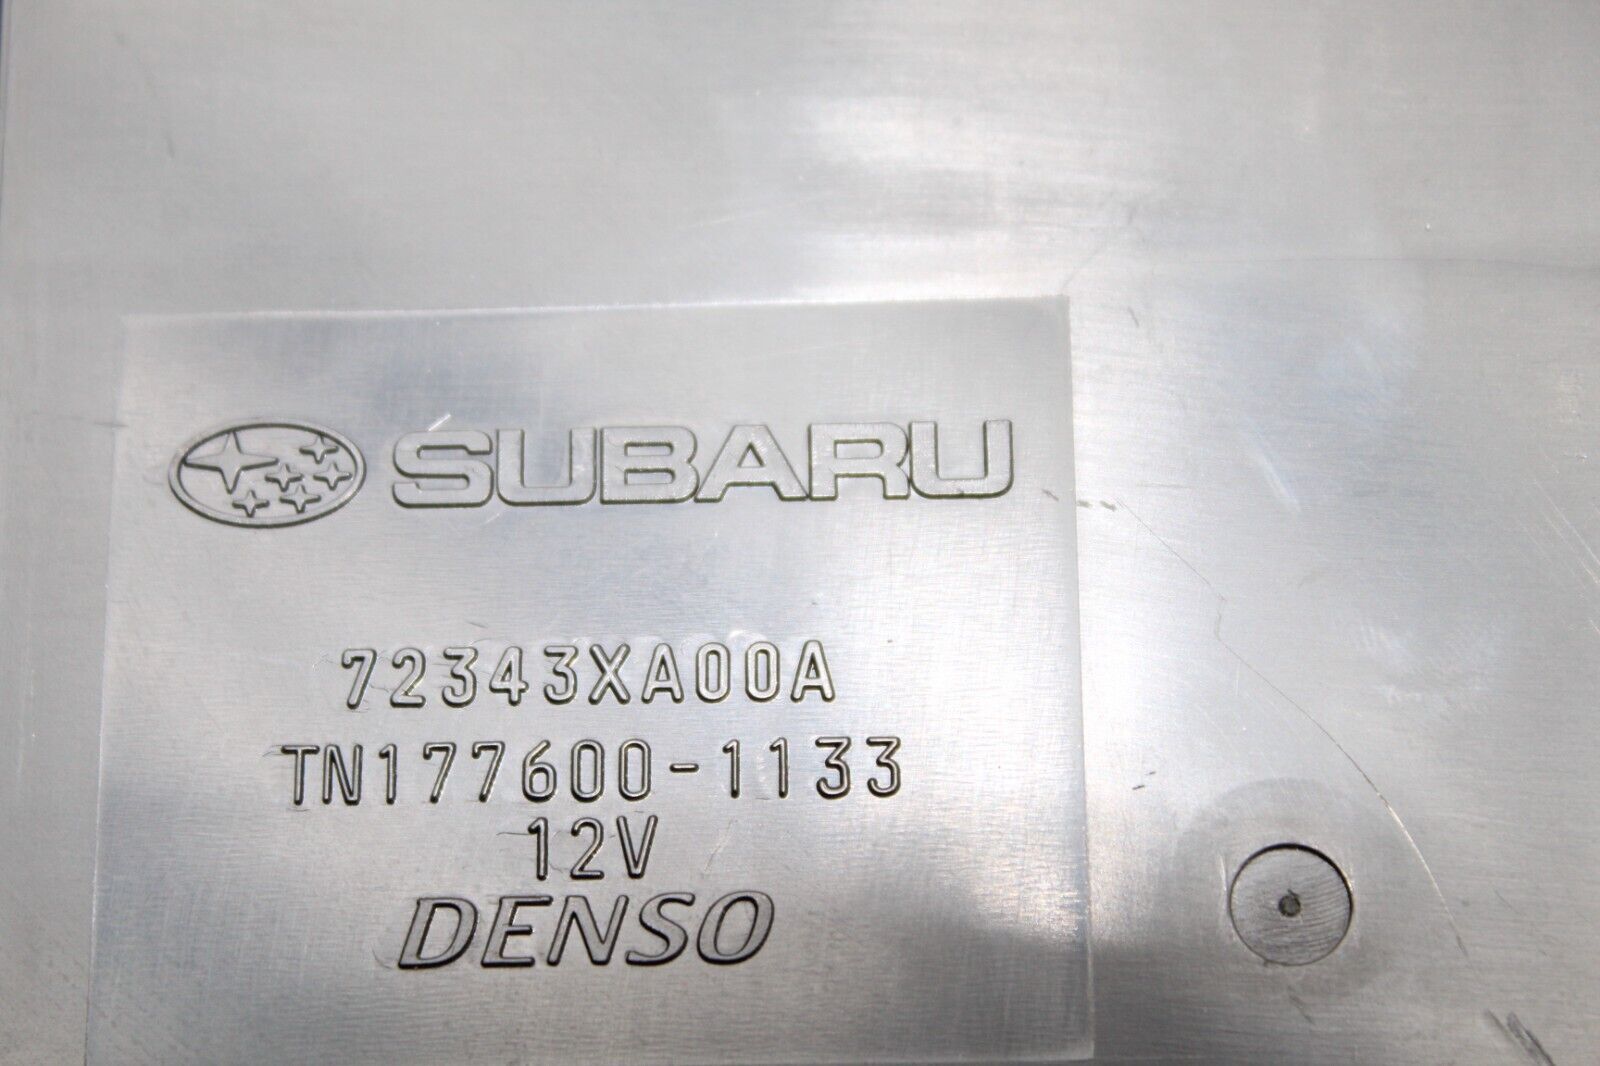 SUBARU
72343XA00A
TN177600-1133
12V
DENSO